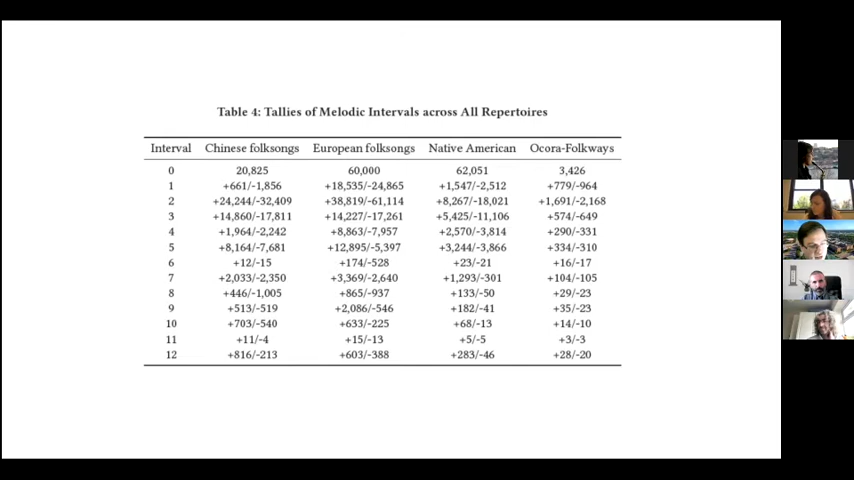 Table 4: Tallies of Melodic Intervals across All Repertoires
Interval Chinese folksongs European folksongs Native American Ocora-Folkways
0 20,825 60,000 62,051 3,426
1 +661/-1,856 +18,535/-24,865 +1,547/-2,512 +779/-964
2 +24,244/-32,409 +38,819/-61,114 +8,267/-18,021 +1,691/-2,168
3 +14,860/-17,811 +14,227/-17,261 +5,425/-11,106 +574/-649
4 +1,964/-2,242 +8,863/-7,957 +2,570/-3,814 +290/-331
5 +8,164/-7,681 +12,895/-5,397 +3,244/-3,866 +334/-310
6 +12/-15 +174/-528 +23/-21 +16/-17
7 +2,033/-2,350 +3,369/-2,640 +1,293/-301 +104/-105
8 +446/-1,005 +865/-937 +133/-50 +29/-23
9 +513/-519 +2,086/-546 +182/-41 +35/-23
10 +703/-540 +633/-225 +68/-13 +14/-10
11 +11/-4 +15/-13 +5/-5 +3/-3
12 +816/-213 +603/-388 +283/-46 +28/-20